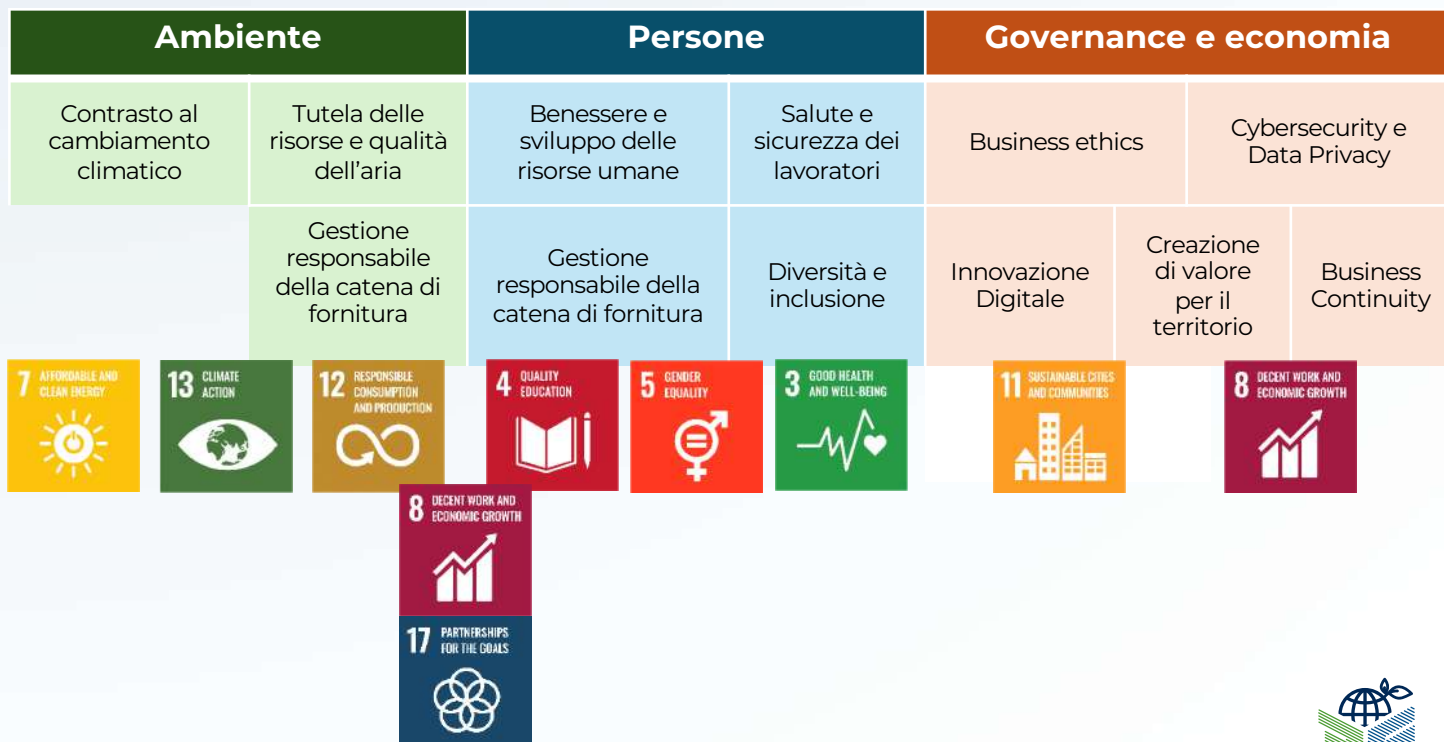 Ambiente
Persone
Governance e economia
Contrasto al
cambiamento
climatico
Tutela delle
risorse e qualità
dell’aria
Benessere e
sviluppo delle
risorse umane
Salute e
sicurezza dei
lavoratori
Business ethics
Cybersecurity e
Data Privacy
Gestione
responsabile
della catena di
fornitura
Gestione
responsabile della
catena di fornitura
Diversità e
inclusione
Innovazione
Digitale
Creazione
di valore
per il
territorio
Business
Continuity
7 AFFORDABLE AND
CLEAN ENERGY
13 CLIMATE
ACTION
12 RESPONSIBLE
CONSUMPTION
AND PRODUCTION
4 QUALITY
EDUCATION
5 GENDER
EQUALITY
3 GOOD HEALTH
AND WELL-BEING
11 SUSTAINABLE CITIES
AND COMMUNITIES
8 DECENT WORK AND
ECONOMIC GROWTH
8 DECENT WORK AND
ECONOMIC GROWTH
17 PARTNERSHIPS
FOR THE GOALS